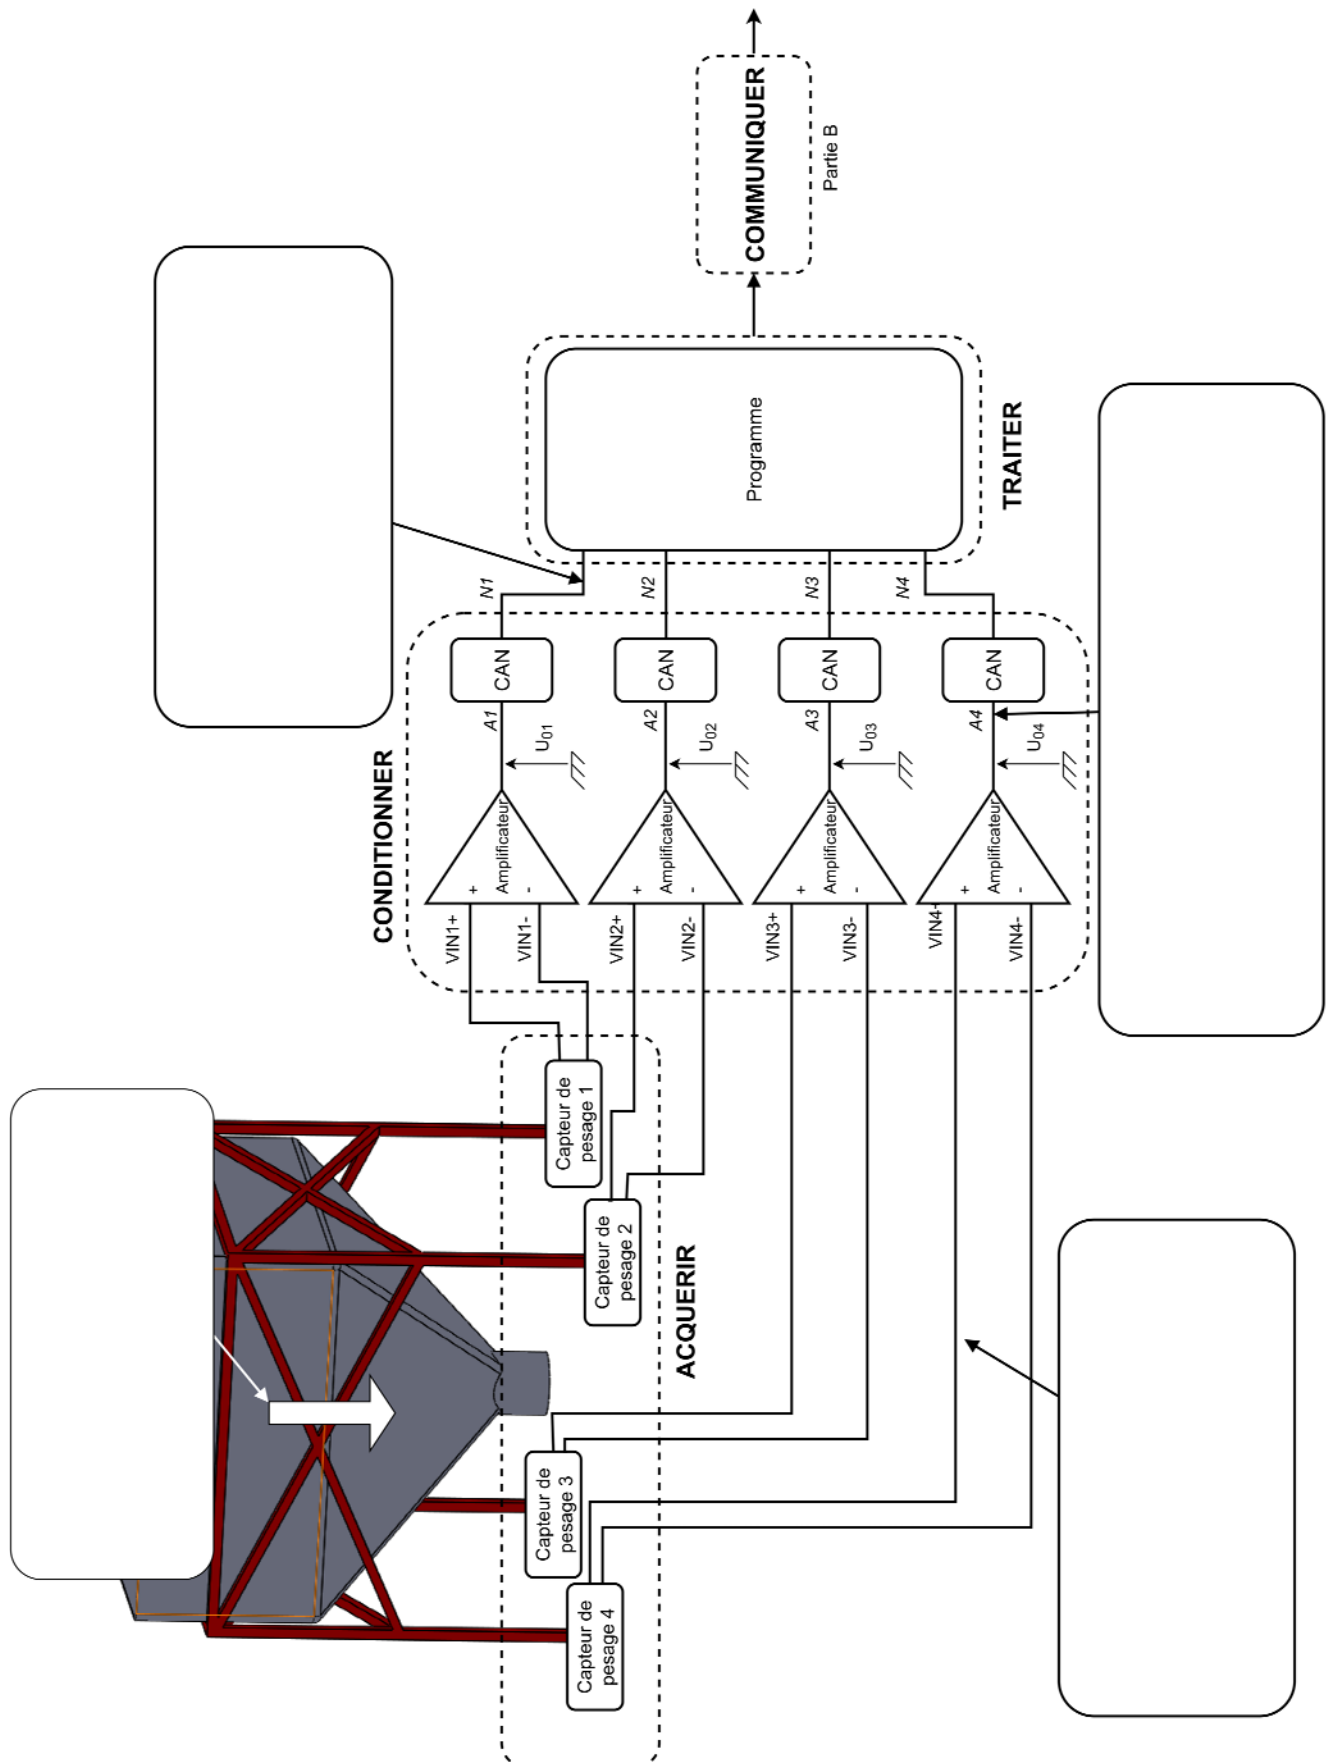 COMMUNIQUER
Partie B
Programme
TRAITER
CONDITIONNER
N1
N2
N3
N4
CAN
CAN
CAN
CAN
A1
A2
A3
A4
U01
U02
U03
U04
Amplificateur
+
-
Amplificateur
+
-
Amplificateur
+
-
Amplificateur
+
-
VIN1+
VIN1-
VIN2+
VIN2-
VIN3+
VIN3-
VIN4+
VIN4-
Capteur de
pesage 1
Capteur de
pesage 2
Capteur de
pesage 3
Capteur de
pesage 4
ACQUERIR